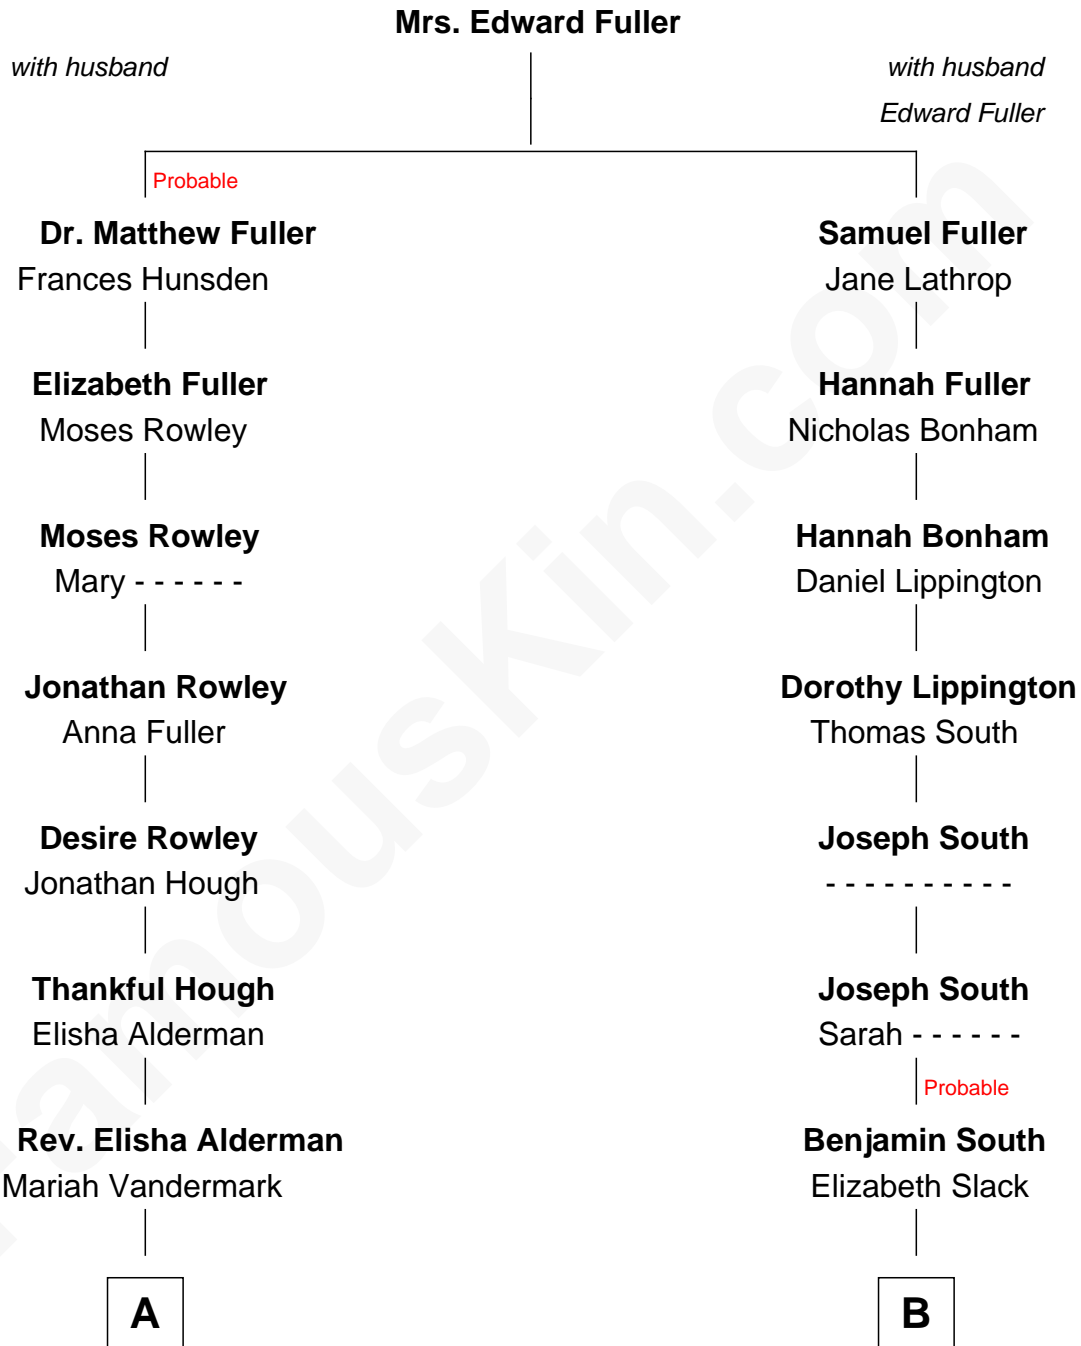 Mrs. Edward Fuller
with husband
with husband
Edward Fuller
Probable
Dr. Matthew Fuller
Frances Hunsden
Samuel Fuller
Jane Lathrop
Elizabeth Fuller
Moses Rowley
Hannah Fuller
Nicholas Bonham
Moses Rowley
Mary - - - - - -
Hannah Bonham
Daniel Lippington
Jonathan Rowley
Anna Fuller
Dorothy Lippington
Thomas South
Desire Rowley
Jonathan Hough
Joseph South
- - - - - - - - - -
Thankful Hough
Elisha Alderman
Joseph South
Sarah - - - - - -
Probable
Rev. Elisha Alderman
Mariah Vandermark
Benjamin South
Elizabeth Slack
A
B
FamousKin.com